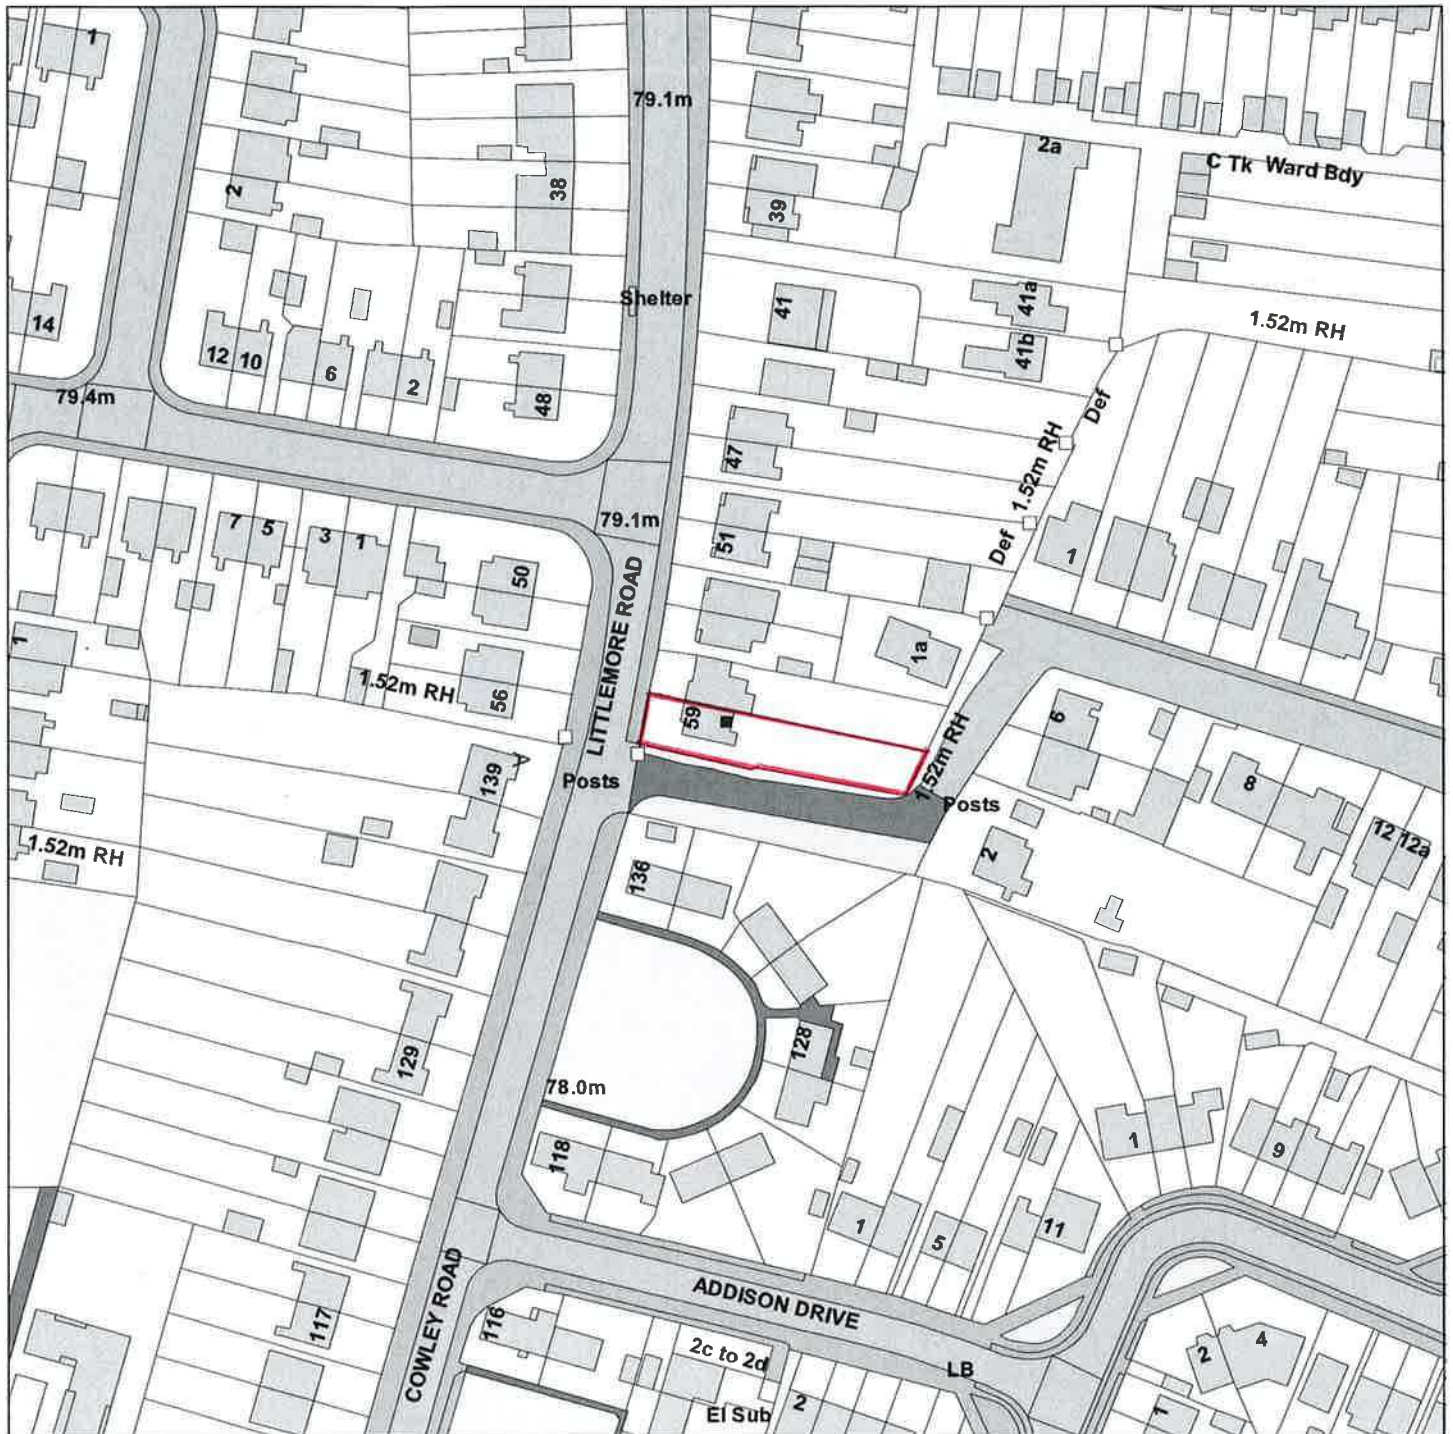 1
79.1m
2a
C Tk Ward Bdy
2
38
39
Shelter
41
41a
1.52m RH
14
12 10
6
2
41b
48
79.4m
Def
47
1.52m RH
7 5
3 1
79.1m
51
Def
1
50
LITTLEMORE ROAD
1
1a
1.52m RH
56
59
6
1.52m RH
139
A
Posts
Posts
8
1.52m RH
12 12a
2
136
129
128
78.0m
118
1
9
1
5
11
COWLEY ROAD
ADDISON DRIVE
117
116
2c to 2d
LB
2
4
El Sub
2
1